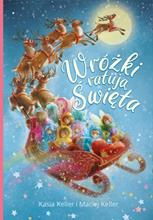 Wróżki
ratują
Święta
Kasia Keller i Maciej Keller